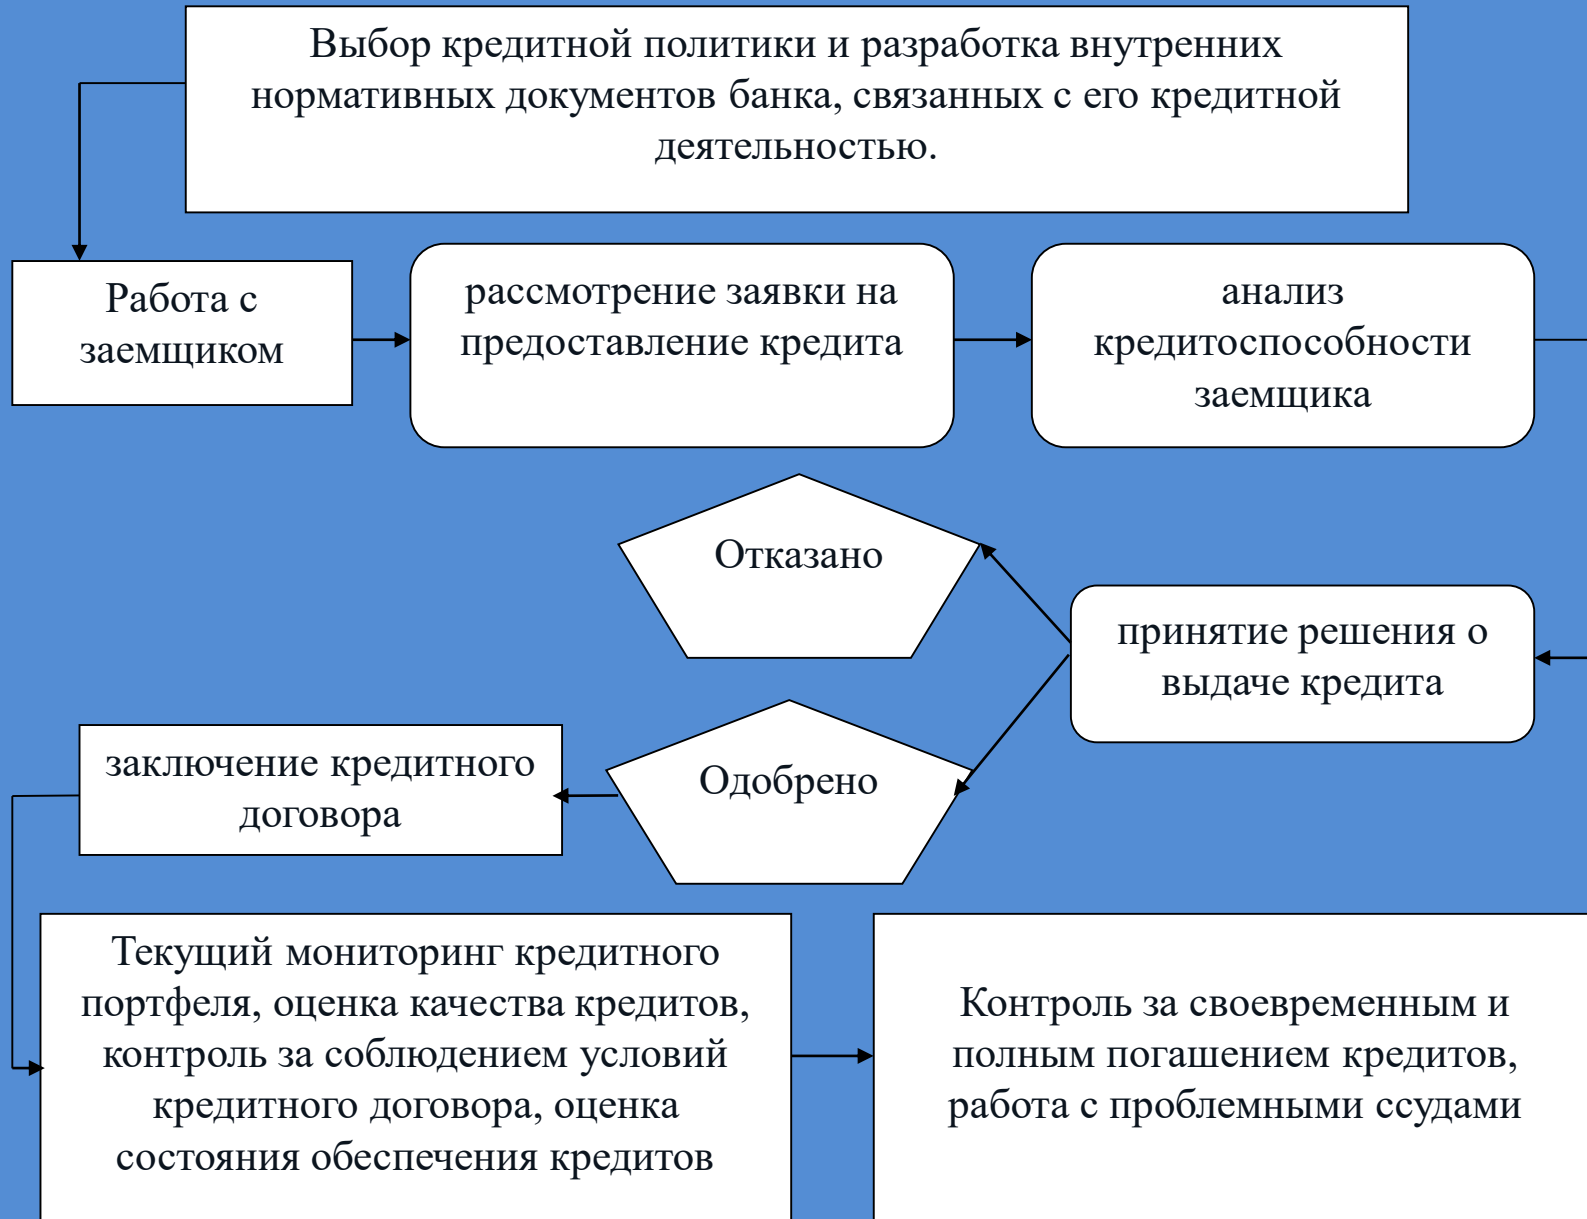 Выбор кредитной политики и разработка внутренних
нормативных документов банка, связанных с его кредитной
деятельностью.
Работа с
заемщиком
рассмотрение заявки на
предоставление кредита
анализ
кредитоспособности
заемщика
Отказано
принятие решения о
выдаче кредита
Одобрено
заключение кредитного
договора
Текущий мониторинг кредитного
портфеля, оценка качества кредитов,
контроль за соблюдением условий
кредитного договора, оценка
состояния обеспечения кредитов
Контроль за своевременным и
полным погашением кредитов,
работа с проблемными ссудами